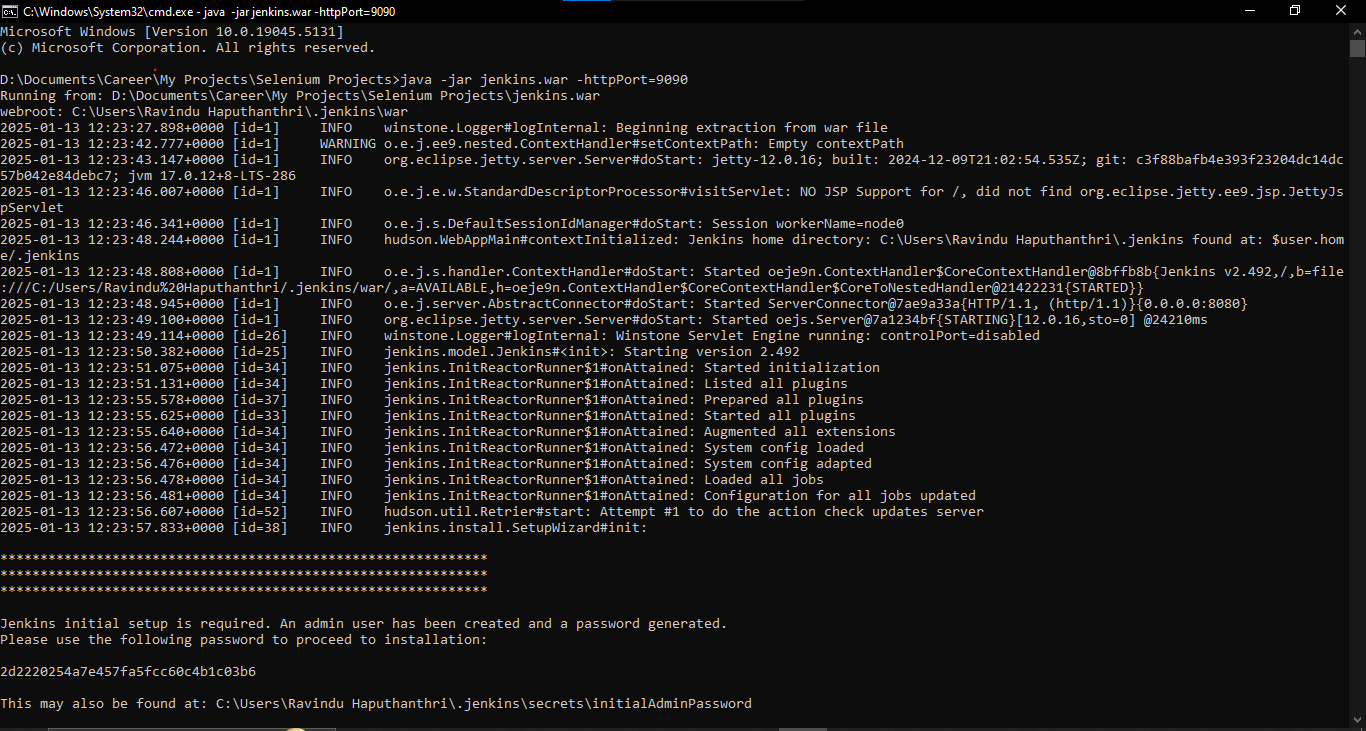 C:\Windows\System32\cmd.exe - java  -jar jenkins.war -httpPort=9090
Microsoft Windows [Version 10.0.19045.5131]
(c) Microsoft Corporation. All rights reserved.
D:\Documents\Career\My Projects\Selenium Projects>java -jar jenkins.war -httpPort=9090
Running from: D:\Documents\Career\My Projects\Selenium Projects\jenkins.war
webroot: C:\Users\Ravindu Haputhanthri\.jenkins\war
2025-01-13 12:23:27.898+0000 [id=1]     INFO    winstone.Logger#logInternal: Beginning extraction from war file
2025-01-13 12:23:42.777+0000 [id=1]     WARNING o.e.j.ee9.nested.ContextHandler#setContextPath: Empty contextPath
2025-01-13 12:23:43.147+0000 [id=1]     INFO    org.eclipse.jetty.server.Server#doStart: jetty-12.0.16; built: 2024-12-09T21:02:54.535Z; git: c3f88bafb4e393f23204dc14dc
57b042e84debc7; jvm 17.0.12+8-LTS-286
2025-01-13 12:23:46.007+0000 [id=1]     INFO    o.e.j.e.w.StandardDescriptorProcessor#visitServlet: NO JSP Support for /, did not find org.eclipse.jetty.ee9.jsp.JettyJs
pServlet
2025-01-13 12:23:46.341+0000 [id=1]     INFO    o.e.j.s.DefaultSessionIdManager#doStart: Session workerName=node0
2025-01-13 12:23:48.244+0000 [id=1]     INFO    hudson.WebAppMain#contextInitialized: Jenkins home directory: C:\Users\Ravindu Haputhanthri\.jenkins found at: $user.hom
e/.jenkins
2025-01-13 12:23:48.808+0000 [id=1]     INFO    o.e.j.s.handler.ContextHandler#doStart: Started oeje9n.ContextHandler$CoreContextHandler@8bffb8b{Jenkins v2.492,/,b=file
:///C:/Users/Ravindu%20Haputhanthri/.jenkins/war/,a=AVAILABLE,h=oeje9n.ContextHandler$CoreContextHandler$CoreToNestedHandler@21422231{STARTED}}
2025-01-13 12:23:48.945+0000 [id=1]     INFO    o.e.j.server.AbstractConnector#doStart: Started ServerConnector@7ae9a33a{HTTP/1.1, (http/1.1)}{0.0.0.0:8080}
2025-01-13 12:23:49.100+0000 [id=1]     INFO    org.eclipse.jetty.server.Server#doStart: Started oejs.Server@7a1234bf{STARTING}[12.0.16,sto=0] @24210ms
2025-01-13 12:23:49.114+0000 [id=26]    INFO    winstone.Logger#logInternal: Winstone Servlet Engine running: controlPort=disabled
2025-01-13 12:23:50.382+0000 [id=25]    INFO    jenkins.model.Jenkins#<init>: Starting version 2.492
2025-01-13 12:23:51.075+0000 [id=34]    INFO    jenkins.InitReactorRunner$1#onAttained: Started initialization
2025-01-13 12:23:51.131+0000 [id=34]    INFO    jenkins.InitReactorRunner$1#onAttained: Listed all plugins
2025-01-13 12:23:55.578+0000 [id=37]    INFO    jenkins.InitReactorRunner$1#onAttained: Prepared all plugins
2025-01-13 12:23:55.625+0000 [id=33]    INFO    jenkins.InitReactorRunner$1#onAttained: Started all plugins
2025-01-13 12:23:55.640+0000 [id=34]    INFO    jenkins.InitReactorRunner$1#onAttained: Augmented all extensions
2025-01-13 12:23:56.472+0000 [id=34]    INFO    jenkins.InitReactorRunner$1#onAttained: System config loaded
2025-01-13 12:23:56.476+0000 [id=34]    INFO    jenkins.InitReactorRunner$1#onAttained: System config adapted
2025-01-13 12:23:56.478+0000 [id=34]    INFO    jenkins.InitReactorRunner$1#onAttained: Loaded all jobs
2025-01-13 12:23:56.481+0000 [id=34]    INFO    jenkins.InitReactorRunner$1#onAttained: Configuration for all jobs updated
2025-01-13 12:23:56.607+0000 [id=52]    INFO    hudson.util.Retrier#start: Attempt #1 to do the action check updates server
2025-01-13 12:23:57.833+0000 [id=38]    INFO    jenkins.install.SetupWizard#init:
*************************************************************
*************************************************************
*************************************************************
Jenkins initial setup is required. An admin user has been created and a password generated.
Please use the following password to proceed to installation:
2d2220254a7e457fa5fcc60c4b1c03b6
This may also be found at: C:\Users\Ravindu Haputhanthri\.jenkins\secrets\initialAdminPassword